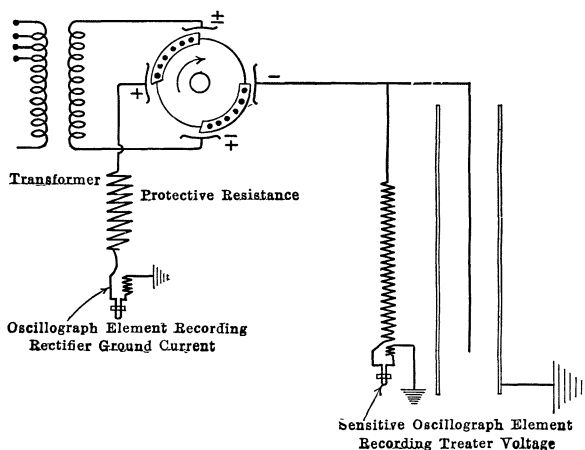 ±
+
−
∓
Transformer
Protective Resistance
Oscillograph Element Recording
Rectifier Ground Current
Sensitive Oscillograph Element
Recording Treater Voltage